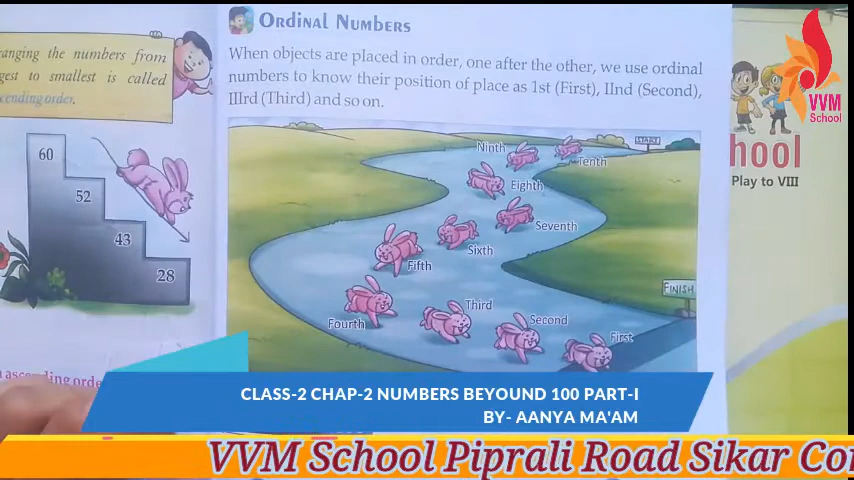 ranging the numbers from
gest to smallest is called
cending order.
60
52
43
28
ORDINAL NUMBERS
When objects are placed in order, one after the other, we use ordinal
numbers to know their position of place as 1st (First), IInd (Second),
IIIrd (Third) and so on.
START
Ninth
Tenth
Eighth
Seventh
Sixth
Fifth
FINISH
Third
Fourth
Second
First
VVM
School
hool
Play to VIII
CLASS-2 CHAP-2 NUMBERS BEYOUND 100 PART-I
BY- AANYA MA'AM
VVM School Piprali Road Sikar Con